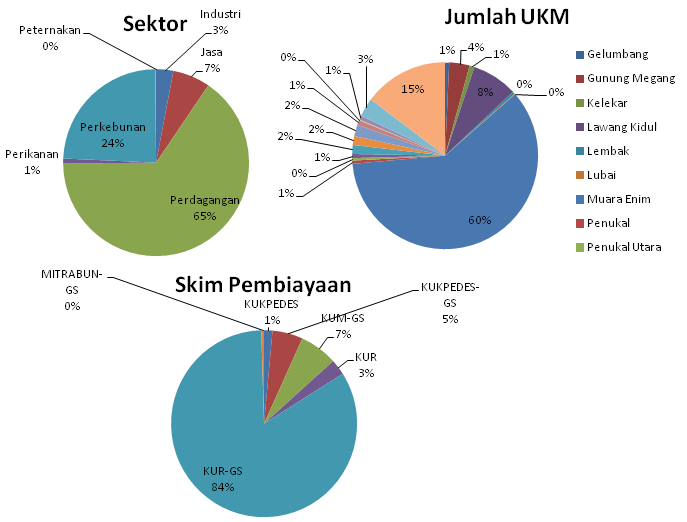 Sektor
Peternakan
0%
Industri
3%
Jasa
7%
Perkebunan
24%
Perikanan
1%
Perdagangan
65%
Jumlah UKM
1%
4%
1%
8%
0%
0%
60%
1%
0%
1%
2%
2%
2%
1%
1%
0%
3%
15%
Gelumbang
Gunung Megang
Kelekar
Lawang Kidul
Lembak
Lubai
Muara Enim
Penukal
Penukal Utara
Skim Pembiayaan
MITRABUN-
GS
0%
KUKPEDES
1%
KUKPEDES-
GS
5%
KUM-GS
7%
KUR
3%
KUR-GS
84%